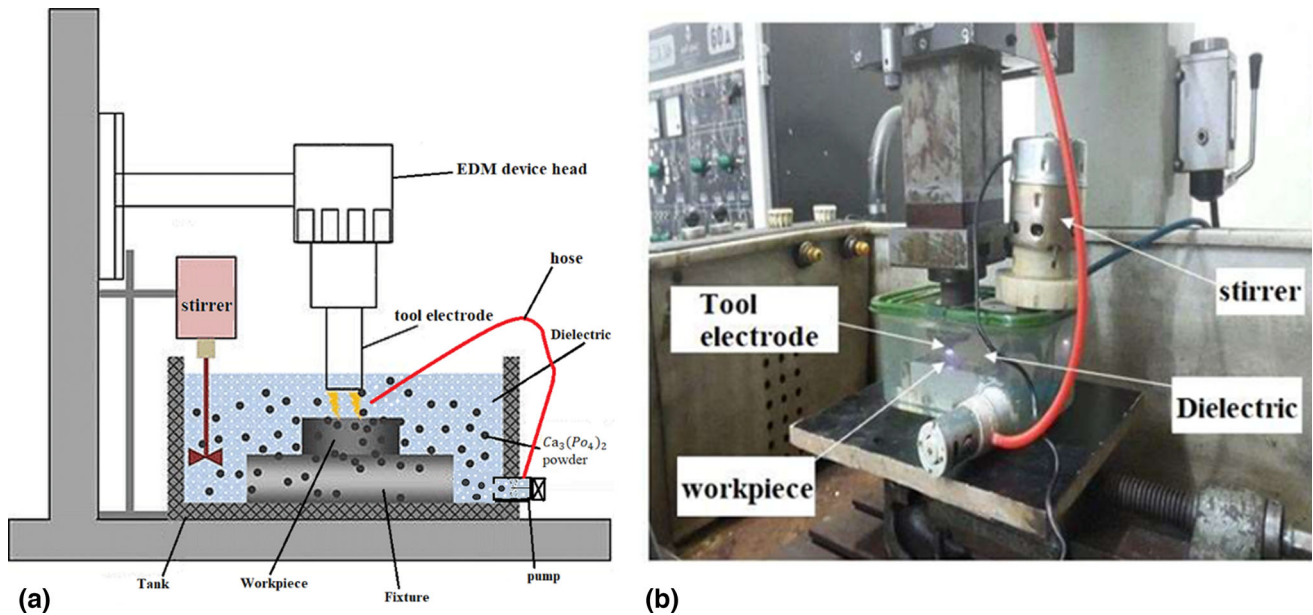 EDM device head
hose
stirrer
tool electrode
Dielectric
Ca₃(Po₄)₂
powder
Tank
Workpiece
Fixture
pump
(a)
60A
stirrer
Tool
electrode
Dielectric
workpiece
(b)